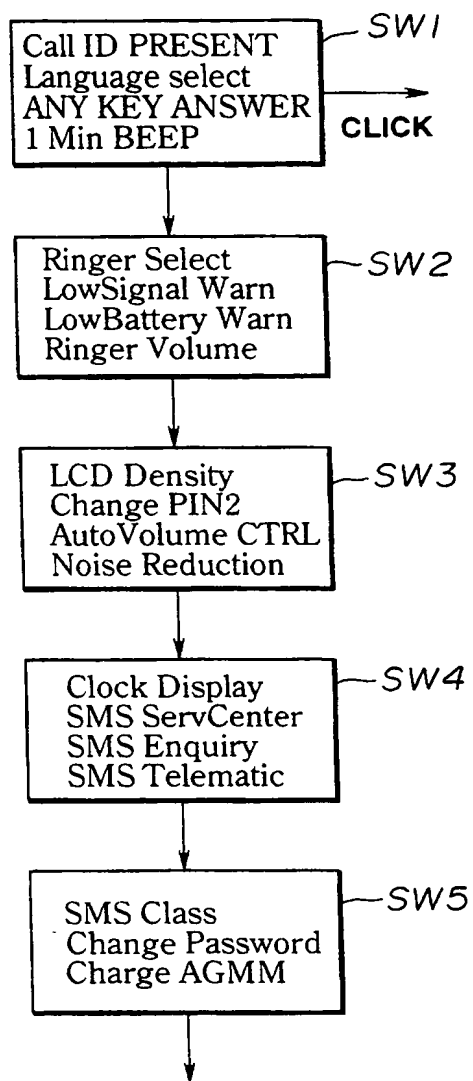 Call ID PRESENT
Language select
ANY KEY ANSWER
1 Min BEEP
SW1
CLICK
Ringer Select
LowSignal Warn
LowBattery Warn
Ringer Volume
SW2
LCD Density
Change PIN2
AutoVolume CTRL
Noise Reduction
SW3
Clock Display
SMS ServCenter
SMS Enquiry
SMS Telematic
SW4
SMS Class
Change Password
Charge AGMM
SW5